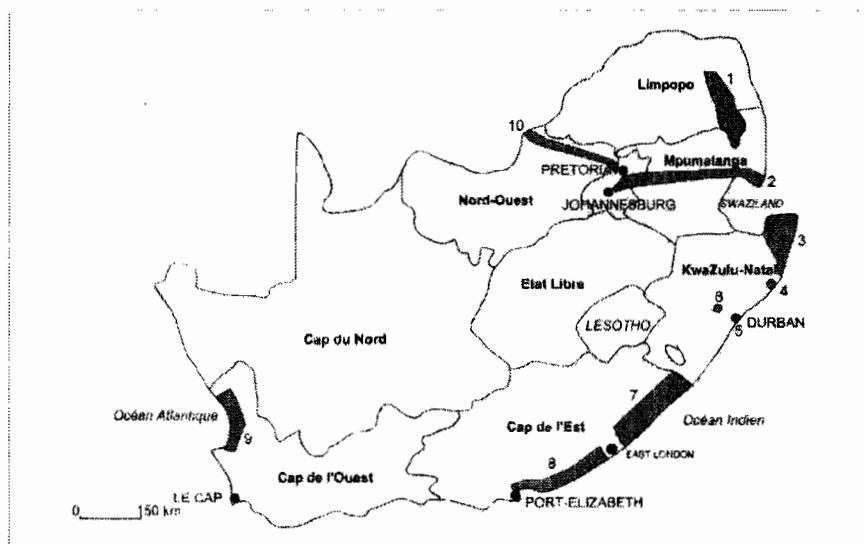 Limpopo
1
10
PRETORIA
Mpumalanga
2
Nord-Ouest
JOHANNESBURG
SWAZILAND
3
KwaZulu-Natal
4
Etat Libre
6
5
DURBAN
LESOTHO
Cap du Nord
7
Océan Atlantique
9
Cap de l'Est
Océan Indien
EAST LONDON
8
Cap de l'Ouest
LE CAP
PORT-ELIZABETH
0 150 km